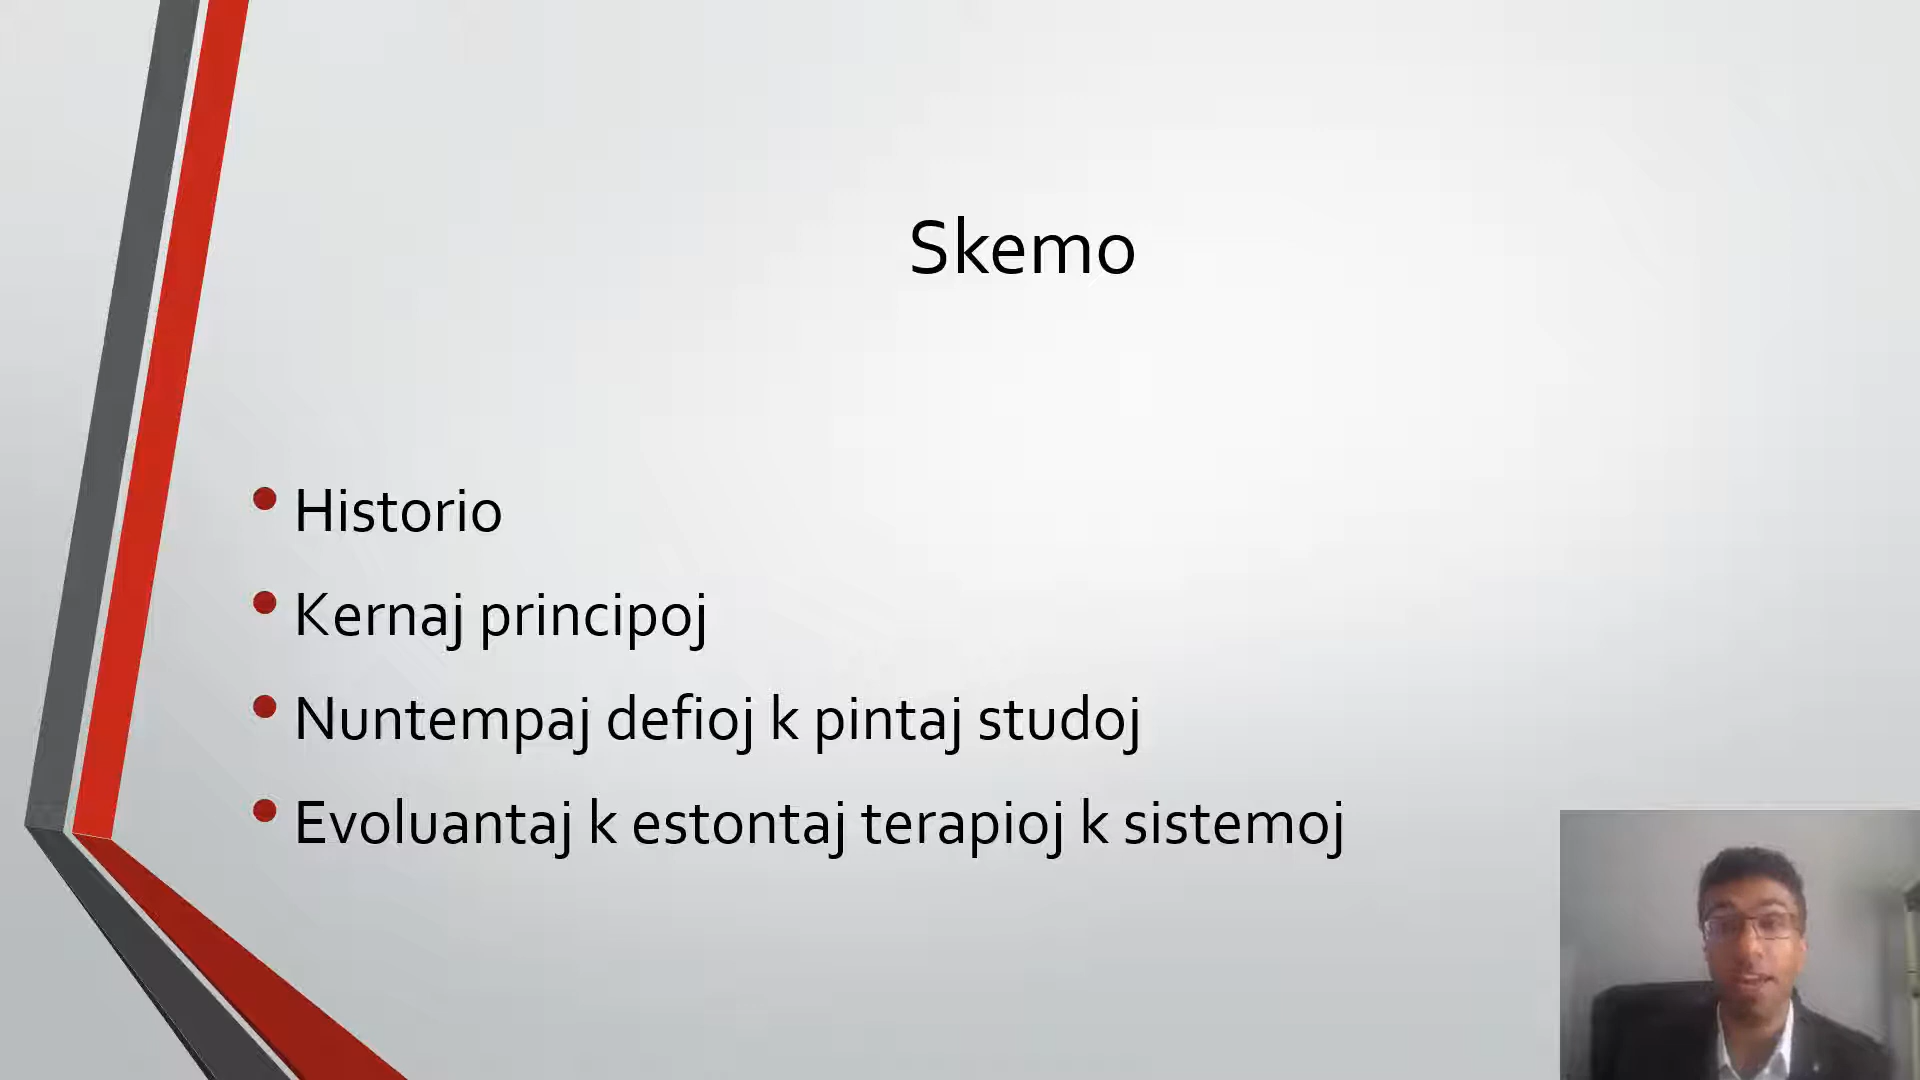 Skemo
Historio
Kernaj principoj
Nuntempaj defioj k pintaj studoj
Evoluantaj k estontaj terapioj k sistemoj